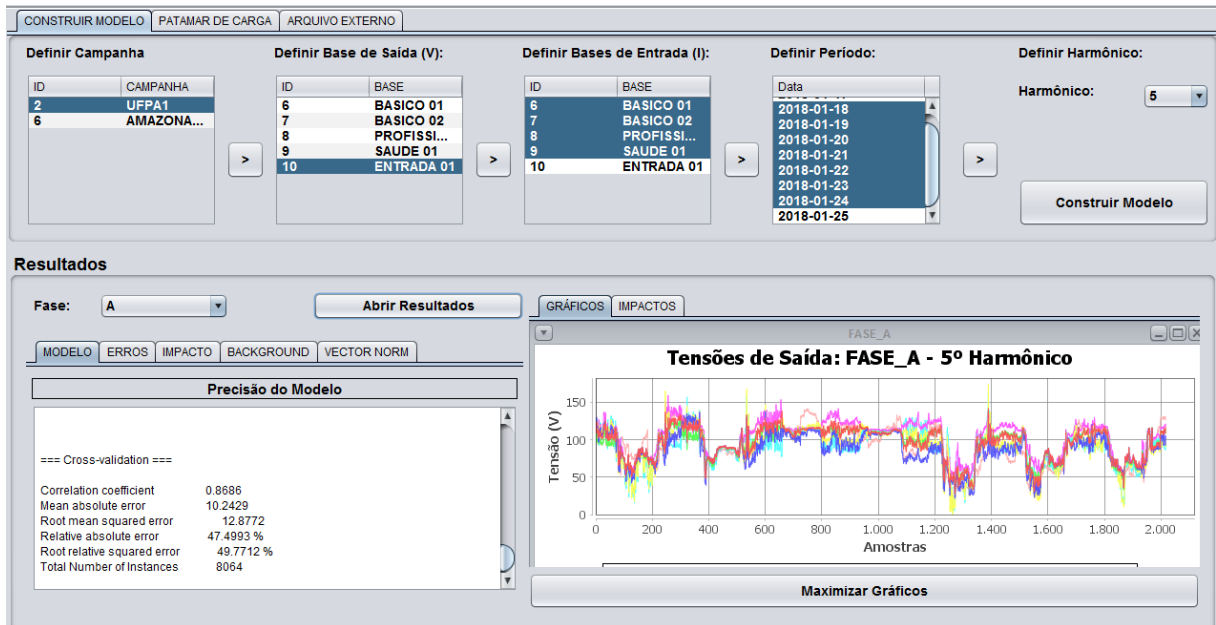 CONSTRUIR MODELO PATAMAR DE CARGA ARQUIVO EXTERNO
Definir Campanha
ID CAMPANHA
2 UFPA1
6 AMAZONA...
>
Definir Base de Saída (V):
ID BASE
6 BASICO 01
7 BASICO 02
8 PROFISSI...
9 SAUDE 01
10 ENTRADA 01
>
Definir Bases de Entrada (I):
ID BASE
6 BASICO 01
7 BASICO 02
8 PROFISSI...
9 SAUDE 01
10 ENTRADA 01
>
Definir Período:
Data
2018-01-18
2018-01-19
2018-01-20
2018-01-21
2018-01-22
2018-01-23
2018-01-24
2018-01-25
>
Definir Harmônico:
Harmônico: 5
Construir Modelo
Resultados
Fase: A
Abrir Resultados
MODELO ERROS IMPACTO BACKGROUND VECTOR NORM
Precisão do Modelo
=== Cross-validation ===
Correlation coefficient 0.8686
Mean absolute error 10.2429
Root mean squared error 12.8772
Relative absolute error 47.4993 %
Root relative squared error 49.7712 %
Total Number of Instances 8064
GRÁFICOS IMPACTOS
FASE_A
Tensões de Saída: FASE_A - 5º Harmônico
Tensão (V)
150
100
50
0
0 200 400 600 800 1.000 1.200 1.400 1.600 1.800 2.000
Amostras
Maximizar Gráficos